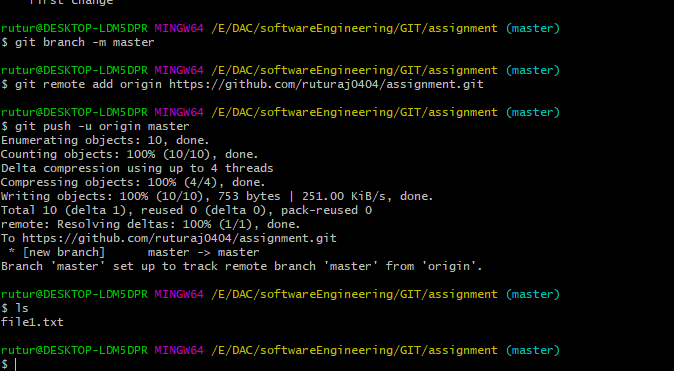 First Change
rutur@DESKTOP-LDM5DPR MINGW64 /E/DAC/softwareEngineering/GIT/assignment (master)
$ git branch -m master
rutur@DESKTOP-LDM5DPR MINGW64 /E/DAC/softwareEngineering/GIT/assignment (master)
$ git remote add origin https://github.com/ruturaj0404/assignment.git
rutur@DESKTOP-LDM5DPR MINGW64 /E/DAC/softwareEngineering/GIT/assignment (master)
$ git push -u origin master
Enumerating objects: 10, done.
Counting objects: 100% (10/10), done.
Delta compression using up to 4 threads
Compressing objects: 100% (4/4), done.
Writing objects: 100% (10/10), 753 bytes | 251.00 KiB/s, done.
Total 10 (delta 1), reused 0 (delta 0), pack-reused 0
remote: Resolving deltas: 100% (1/1), done.
To https://github.com/ruturaj0404/assignment.git
 * [new branch]      master -> master
Branch 'master' set up to track remote branch 'master' from 'origin'.
rutur@DESKTOP-LDM5DPR MINGW64 /E/DAC/softwareEngineering/GIT/assignment (master)
$ ls
file1.txt
rutur@DESKTOP-LDM5DPR MINGW64 /E/DAC/softwareEngineering/GIT/assignment (master)
$